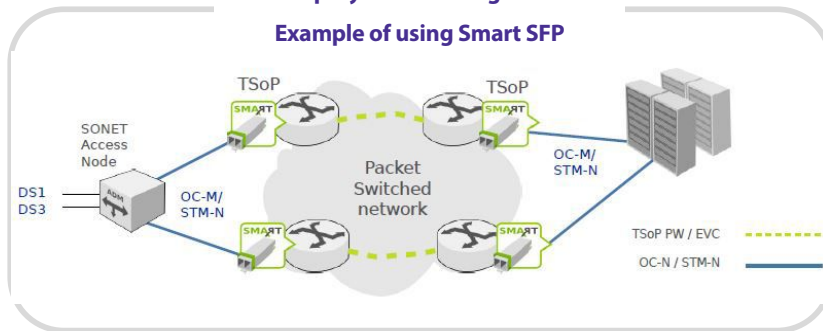 Example of using Smart SFP
TSoP
TSoP
SMART
SMART
SONET
Access
Node
OC-M/
STM-N
DS1
DS3
ADM
Packet
Switched
network
OC-M/
STM-N
SMART
SMART
TSoP PW / EVC
OC-N / STM-N